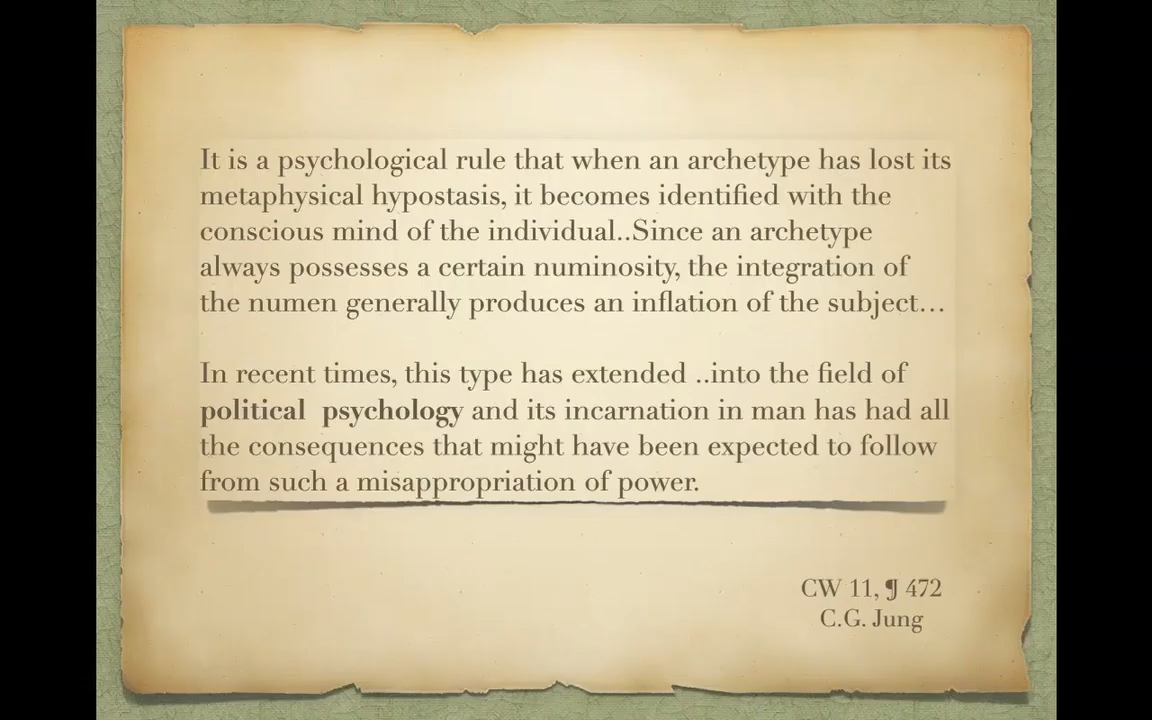 It is a psychological rule that when an archetype has lost its
metaphysical hypostasis, it becomes identified with the
conscious mind of the individual..Since an archetype
always possesses a certain numinosity, the integration of
the numen generally produces an inflation of the subject…
In recent times, this type has extended ..into the field of
political  psychology and its incarnation in man has had all
the consequences that might have been expected to follow
from such a misappropriation of power.
CW 11, ¶ 472
C.G. Jung